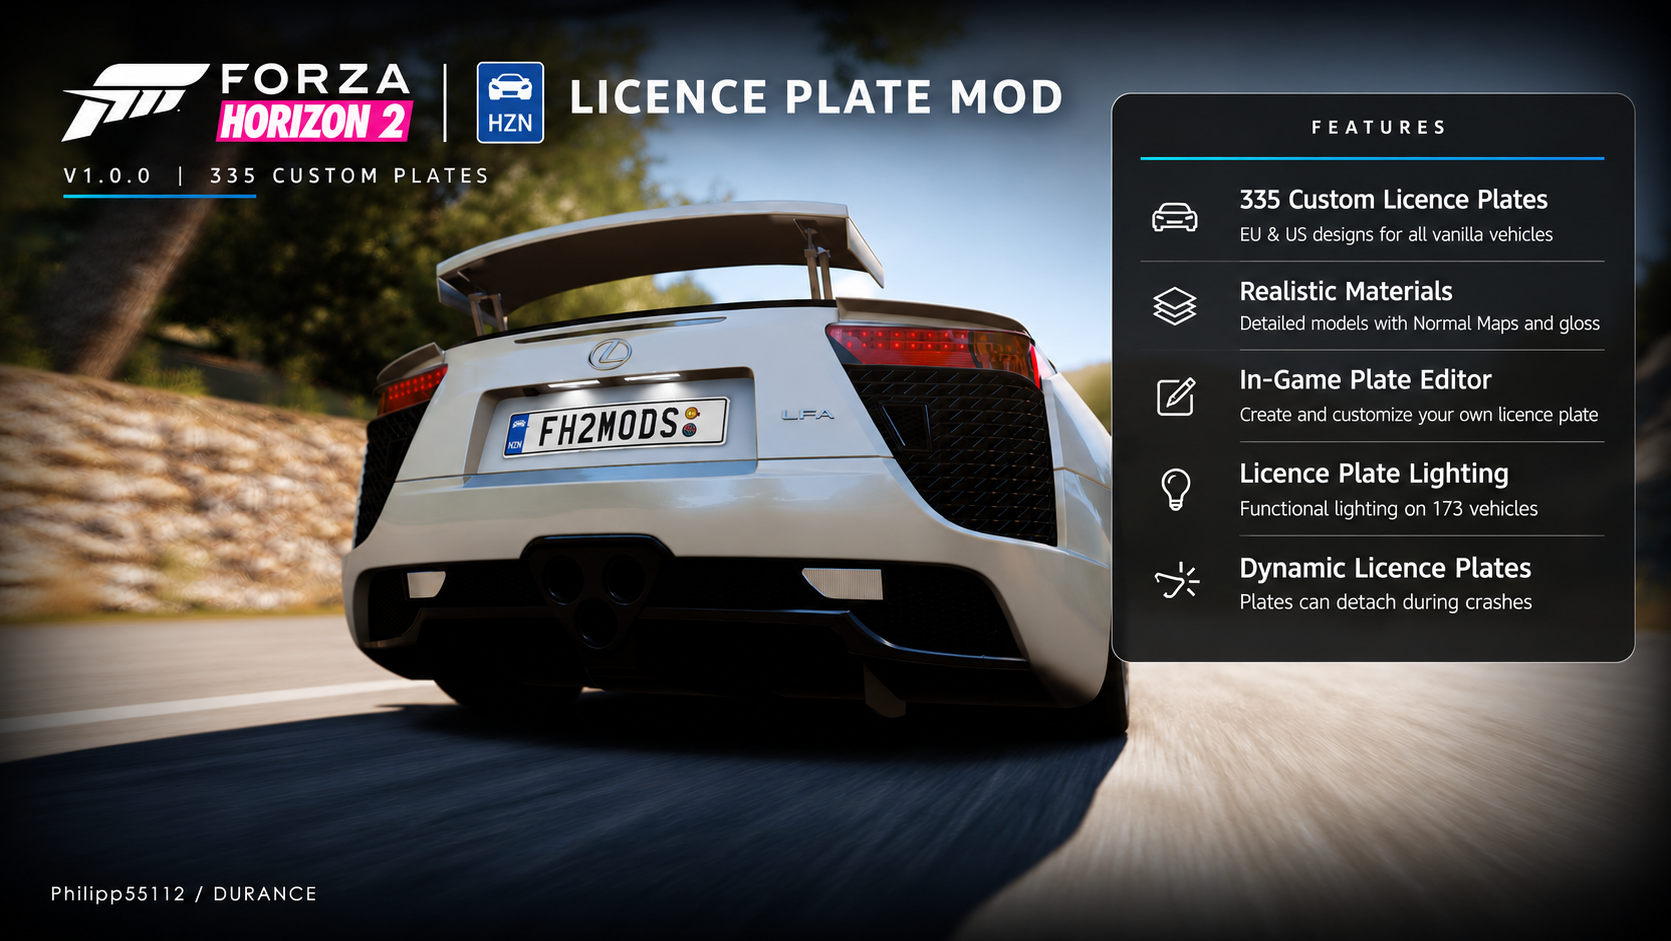 FORZA
HORIZON 2
HZN
LICENCE PLATE MOD
V1.0.0 | 335 CUSTOM PLATES
FEATURES
335 Custom Licence Plates
EU & US designs for all vanilla vehicles
Realistic Materials
Detailed models with Normal Maps and gloss
In-Game Plate Editor
Create and customize your own licence plate
Licence Plate Lighting
Functional lighting on 173 vehicles
Dynamic Licence Plates
Plates can detach during crashes
LFA
HZN
FH2MODS
Philipp55112 / DURANCE